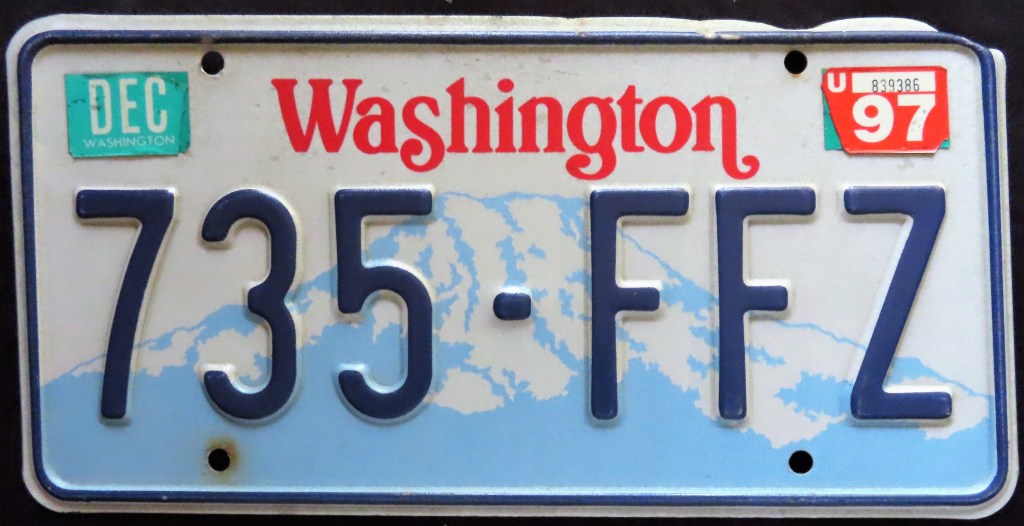 DEC
WASHINGTON
Washington
U 839386
97
735-FFZ